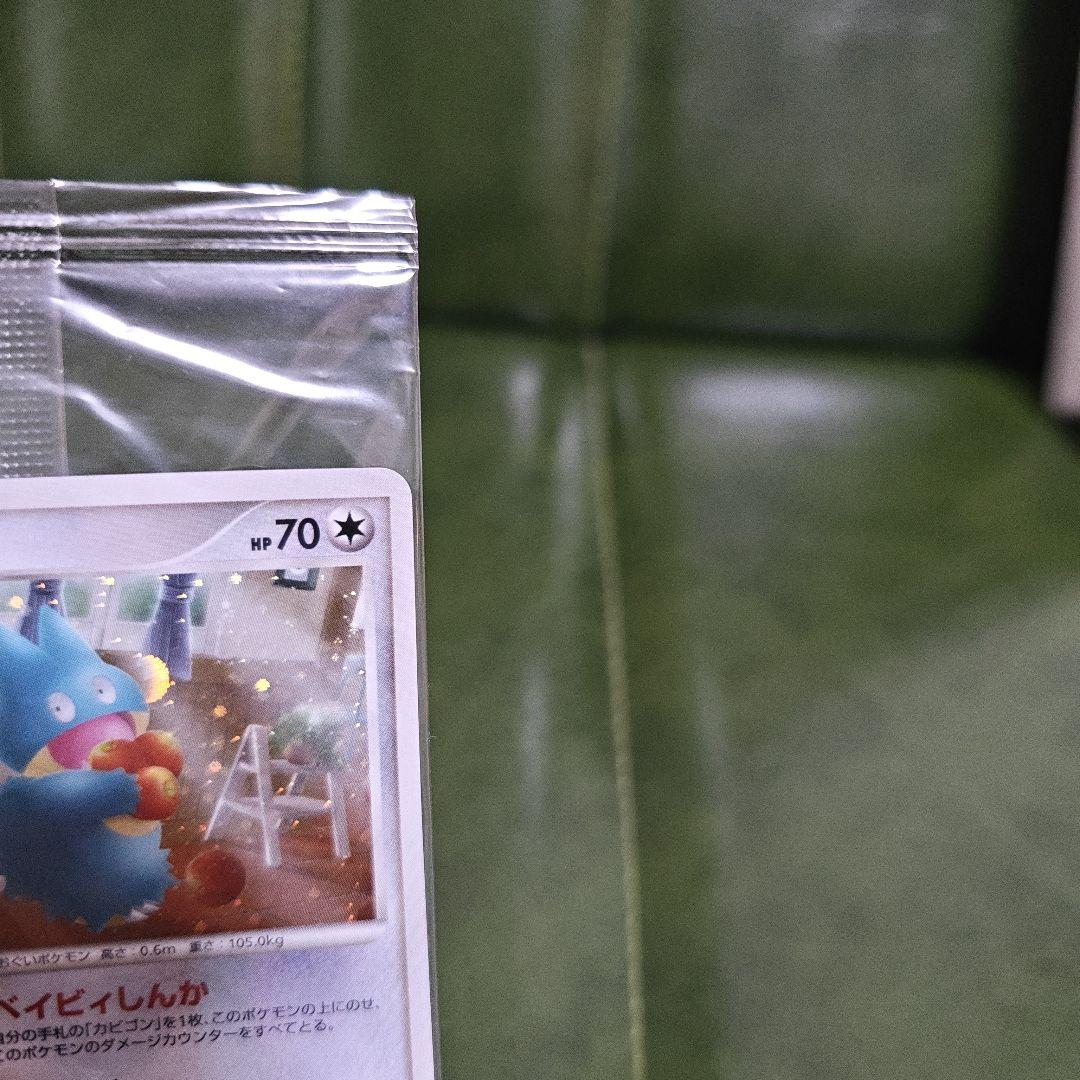 HP70
おぐいポケモン 高さ:0.6m 重さ:105.0kg
ベイビィしんか
自分の手札の「カビゴン」を1枚、このポケモンの上にのせ、
このポケモンのダメージカウンターをすべてとる。